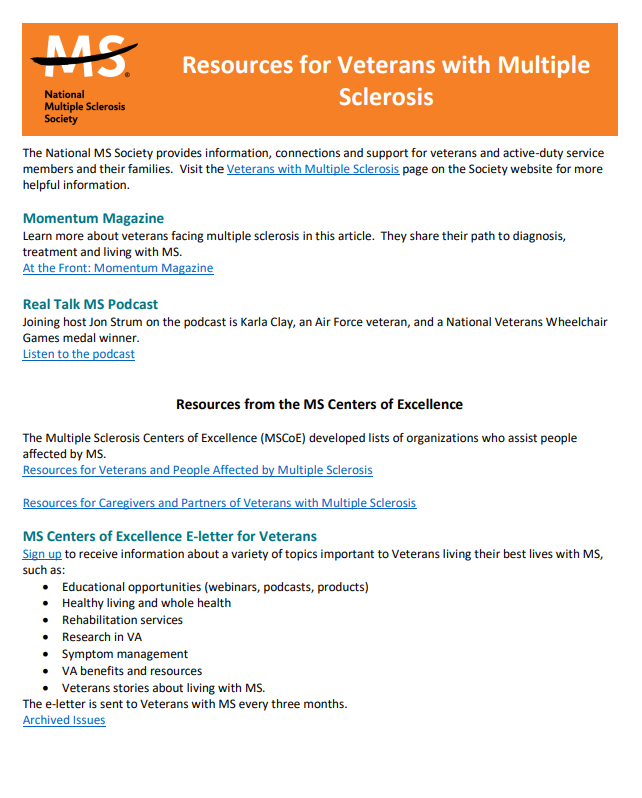 MS
®
National
Multiple Sclerosis
Society
Resources for Veterans with Multiple
Sclerosis
The National MS Society provides information, connections and support for veterans and active-duty service
members and their families.  Visit the Veterans with Multiple Sclerosis page on the Society website for more
helpful information.
Momentum Magazine
Learn more about veterans facing multiple sclerosis in this article.  They share their path to diagnosis,
treatment and living with MS.
At the Front: Momentum Magazine
Real Talk MS Podcast
Joining host Jon Strum on the podcast is Karla Clay, an Air Force veteran, and a National Veterans Wheelchair
Games medal winner.
Listen to the podcast
Resources from the MS Centers of Excellence
The Multiple Sclerosis Centers of Excellence (MSCoE) developed lists of organizations who assist people
affected by MS.
Resources for Veterans and People Affected by Multiple Sclerosis
Resources for Caregivers and Partners of Veterans with Multiple Sclerosis
MS Centers of Excellence E-letter for Veterans
Sign up to receive information about a variety of topics important to Veterans living their best lives with MS,
such as:
• Educational opportunities (webinars, podcasts, products)
• Healthy living and whole health
• Rehabilitation services
• Research in VA
• Symptom management
• VA benefits and resources
• Veterans stories about living with MS.
The e-letter is sent to Veterans with MS every three months.
Archived Issues